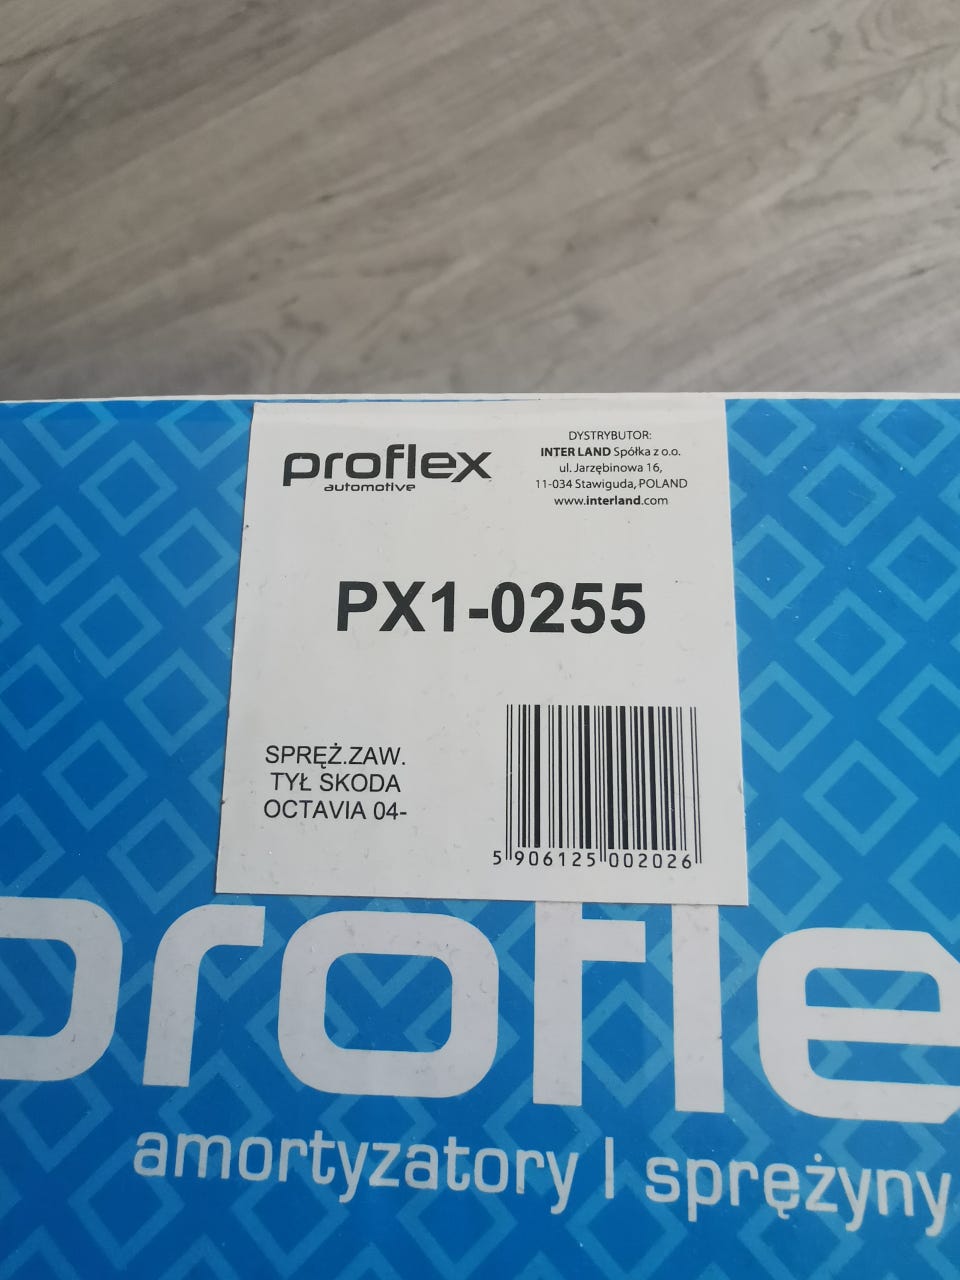 proflex
automotive
DYSTRYBUTOR:
INTER LAND Spółka z o.o.
ul. Jarzębinowa 16,
11-034 Stawiguda, POLAND
www.interland.com
PX1-0255
SPRĘŻ.ZAW.
TYŁ SKODA
OCTAVIA 04-
5 906125 002026
profle
amortyzatory | sprężyny